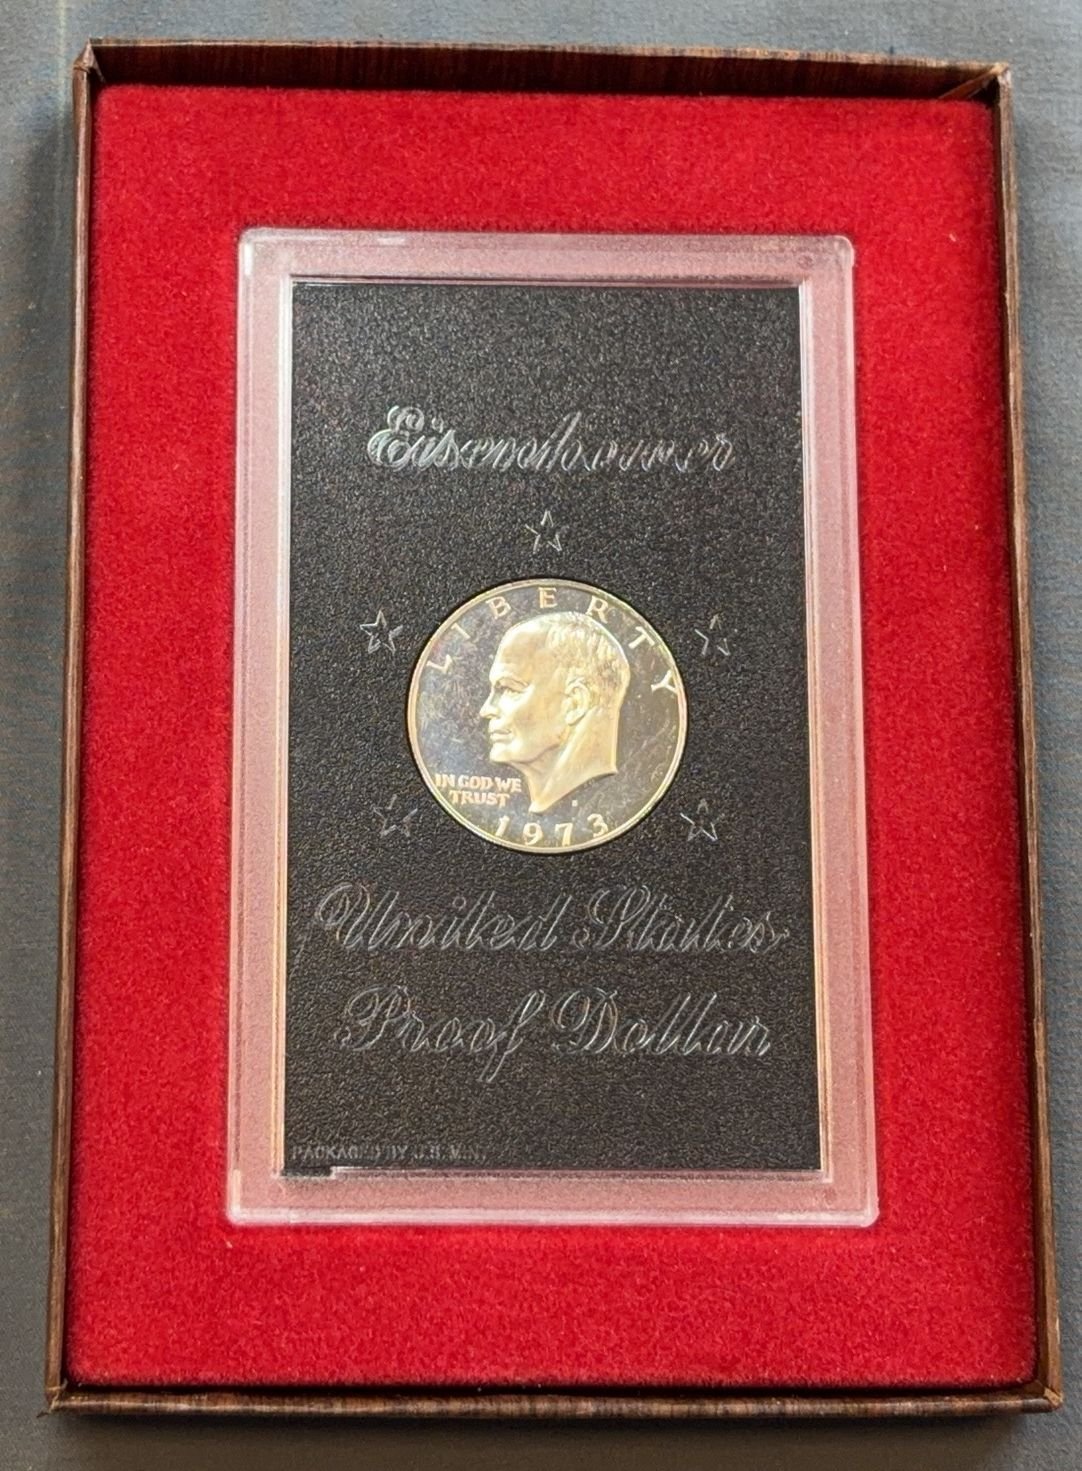 Eisenhower
LIBERTY
IN GOD WE
TRUST
1973
United States
Proof Dollar
PACKAGED BY U.S. MINT